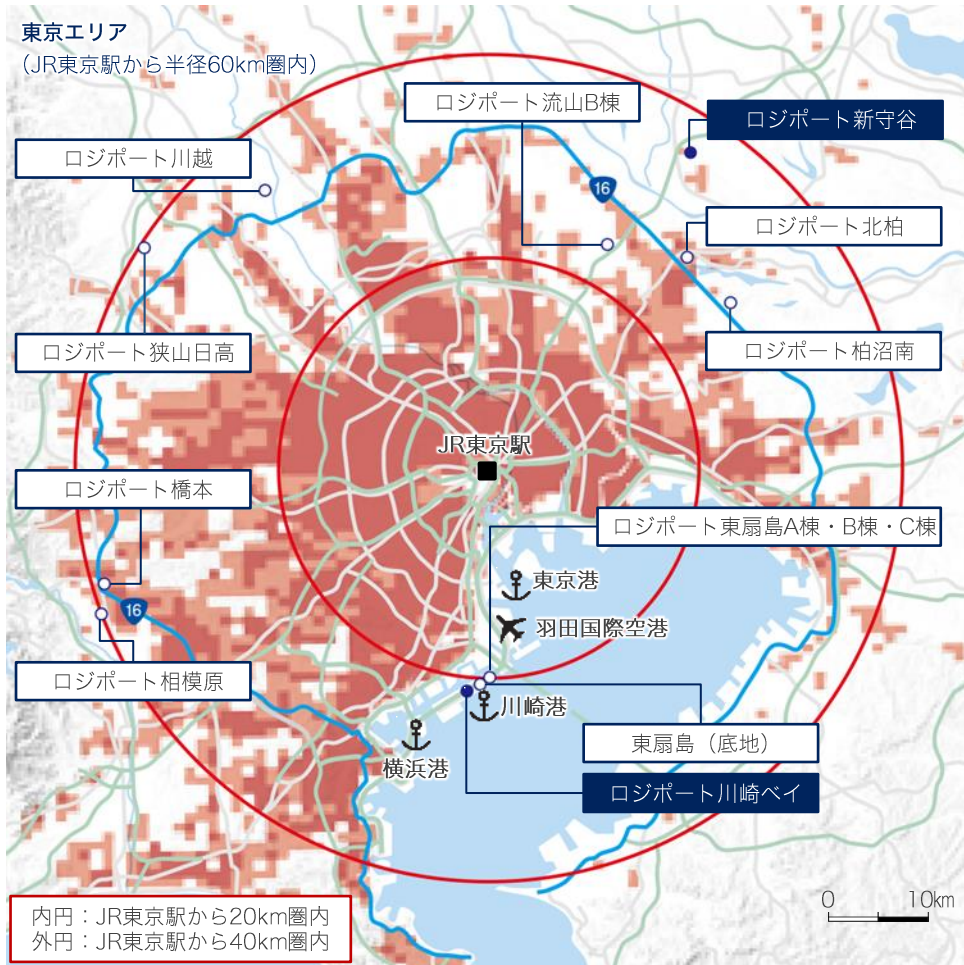 東京エリア
（JR東京駅から半径60km圏内）
ロジポート流山B棟
ロジポート新守谷
ロジポート川越
16
ロジポート北柏
ロジポート狭山日高
ロジポート柏沼南
JR東京駅
ロジポート橋本
ロジポート東扇島A棟・B棟・C棟
東京港
16
羽田国際空港
ロジポート相模原
川崎港
東扇島（底地）
横浜港
ロジポート川崎ベイ
内円：JR東京駅から20km圏内
外円：JR東京駅から40km圏内
0 10km